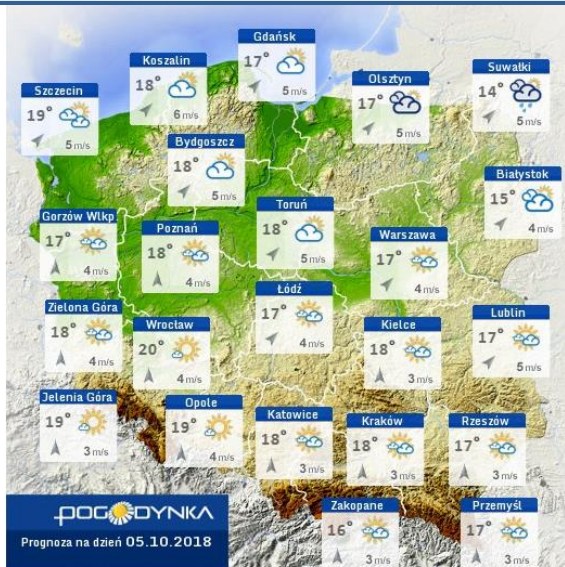 Gdańsk
17°
5 m/s
Koszalin
18°
6 m/s
Suwałki
14°
5 m/s
Olsztyn
17°
5 m/s
Szczecin
19°
5 m/s
Bydgoszcz
18°
5 m/s
Białystok
15°
4 m/s
Toruń
18°
5 m/s
Gorzów Wlkp
17°
4 m/s
Poznań
18°
4 m/s
Warszawa
17°
4 m/s
Łódź
17°
4 m/s
Zielona Góra
18°
4 m/s
Wrocław
20°
4 m/s
Kielce
18°
3 m/s
Lublin
17°
5 m/s
Jelenia Góra
19°
3 m/s
Opole
19°
4 m/s
Katowice
18°
3 m/s
Kraków
18°
3 m/s
Rzeszów
17°
3 m/s
Zakopane
16°
3 m/s
Przemyśl
17°
3 m/s
POGODYNKA
Prognoza na dzień 05.10.2018